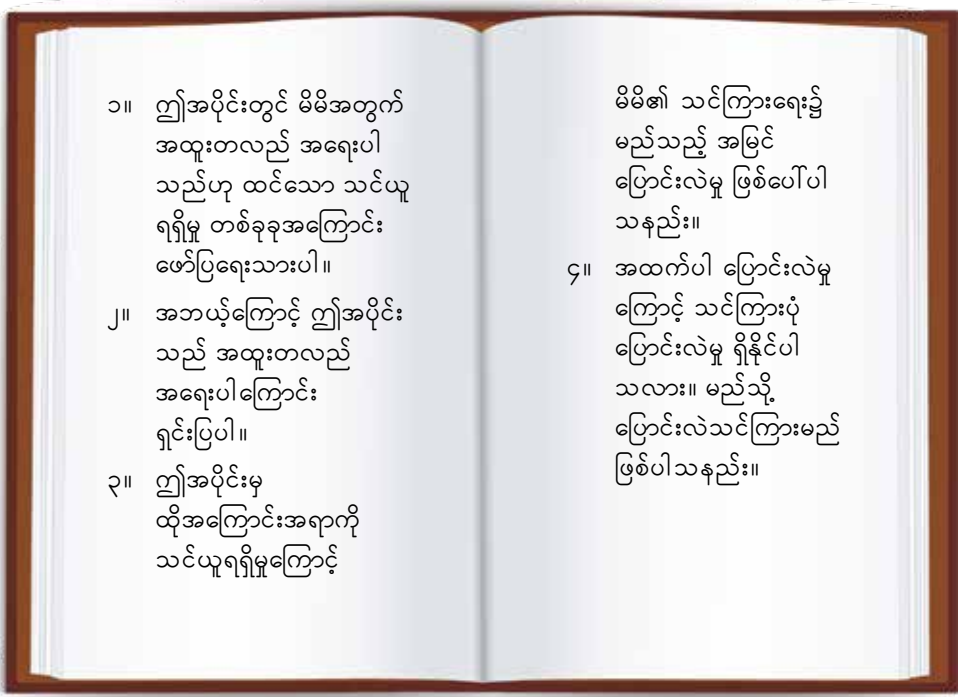 ၁။ ဤအပိုင်းတွင် မိမိအတွက်
အထူးတလည် အရေးပါ
သည်ဟု ထင်သော သင်ယူ
ရရှိမှု တစ်ခုခုအကြောင်း
ဖော်ပြရေးသားပါ။
၂။ အဘယ့်ကြောင့် ဤအပိုင်း
သည် အထူးတလည်
အရေးပါကြောင်း
ရှင်းပြပါ။
၃။ ဤအပိုင်းမှ
ထိုအကြောင်းအရာကို
သင်ယူရရှိမှုကြောင့်
မိမိ၏ သင်ကြားရေး၌
မည်သည့် အမြင်
ပြောင်းလဲမှု ဖြစ်ပေါ်ပါ
သနည်း။
၄။ အထက်ပါ ပြောင်းလဲမှု
ကြောင့် သင်ကြားပုံ
ပြောင်းလဲမှု ရှိနိုင်ပါ
သလား။ မည်သို့
ပြောင်းလဲသင်ကြားမည်
ဖြစ်ပါသနည်း။